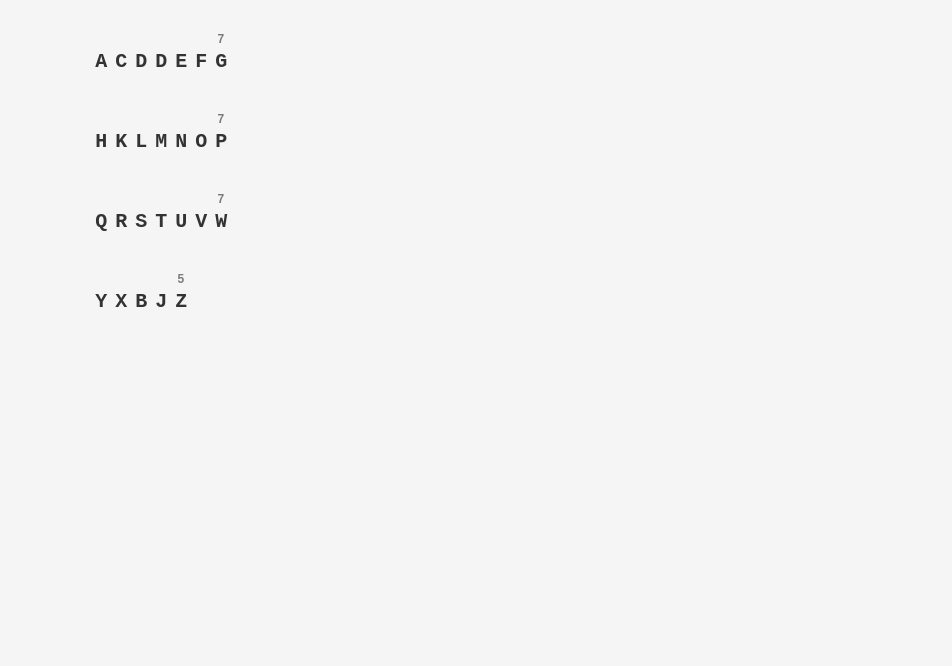 7
A C D D E F G
7
H K L M N O P
7
Q R S T U V W
5
Y X B J Z